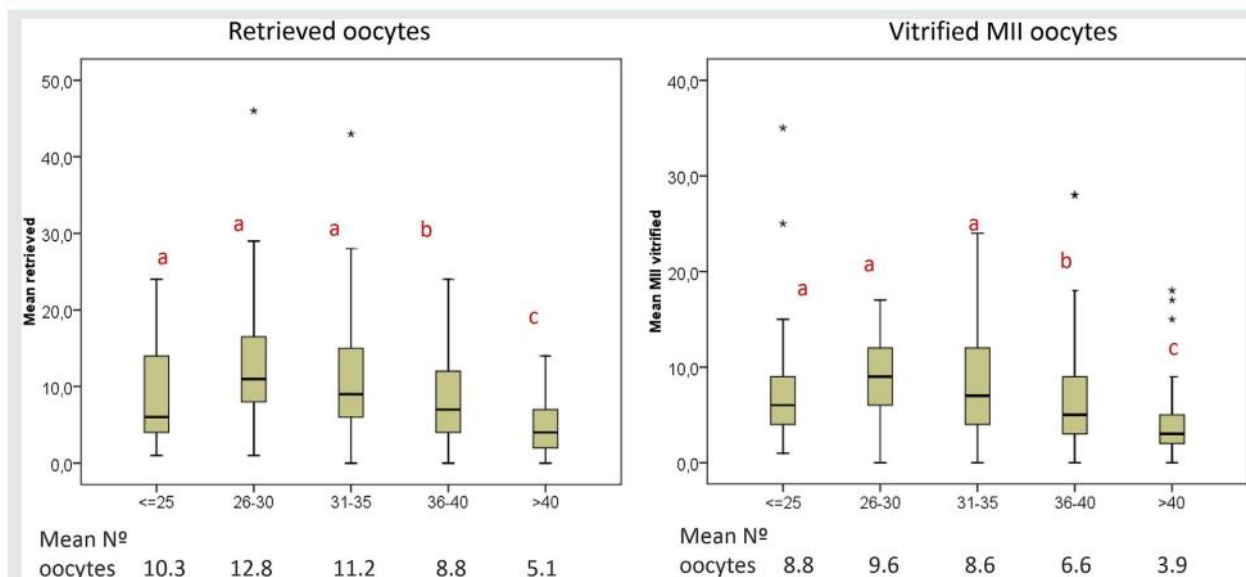 Retrieved oocytes
Mean retrieved
50,0
40,0
30,0
20,0
10,0
0,0
*
*
a
a
a
b
c
<=25 26-30 31-35 36-40 >40
Mean Nº
oocytes 10.3 12.8 11.2 8.8 5.1
Vitrified MII oocytes
Mean MII vitrified
40,0
30,0
20,0
10,0
0,0
*
*
*
*
*
*
a
a
a
b
c
<=25 26-30 31-35 36-40 >40
Mean Nº
oocytes 8.8 9.6 8.6 6.6 3.9